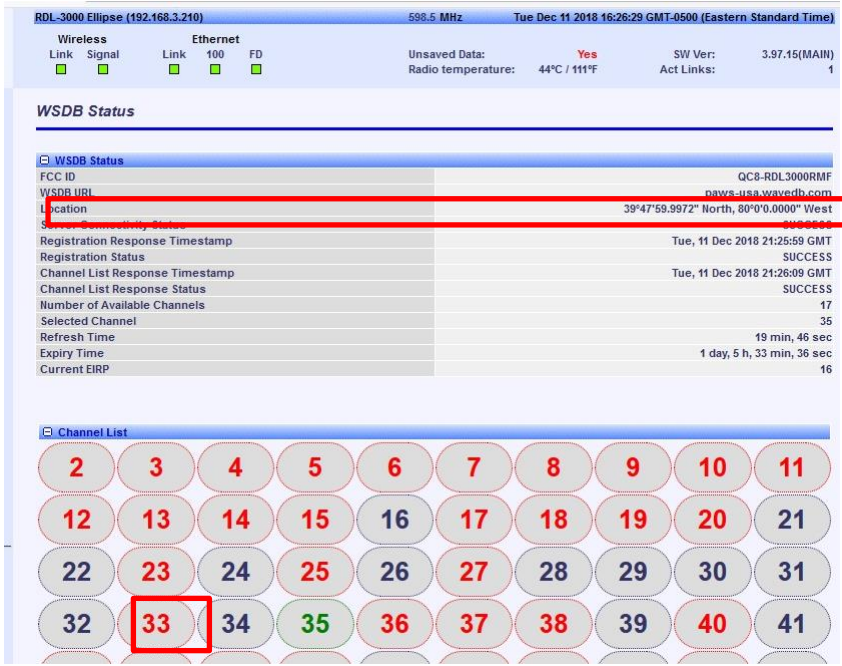 RDL-3000 Ellipse (192.168.3.210) 598.5 MHz Tue Dec 11 2018 16:26:29 GMT-0500 (Eastern Standard Time)
Wireless Ethernet
Link Signal Link 100 FD Unsaved Data: Yes SW Ver: 3.97.15(MAIN)
Radio temperature: 44ºC / 111ºF Act Links: 1
WSDB Status
WSDB Status
FCC ID QC8-RDL3000RMF
WSDB URL paws-usa.wavedb.com
Location 39º47'59.9972" North, 80º0'0.0000" West
Server Connectivity Status SUCCESS
Registration Response Timestamp Tue, 11 Dec 2018 21:25:59 GMT
Registration Status SUCCESS
Channel List Response Timestamp Tue, 11 Dec 2018 21:26:09 GMT
Channel List Response Status SUCCESS
Number of Available Channels 17
Selected Channel 35
Refresh Time 19 min, 46 sec
Expiry Time 1 day, 5 h, 33 min, 36 sec
Current EIRP 16
Channel List
2 3 4 5 6 7 8 9 10 11
12 13 14 15 16 17 18 19 20 21
22 23 24 25 26 27 28 29 30 31
32 33 34 35 36 37 38 39 40 41